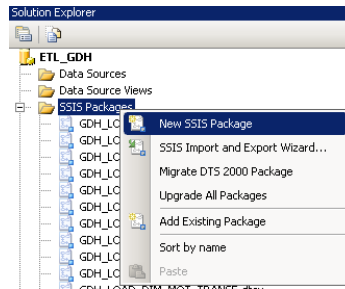 Solution Explorer
ETL_GDH
Data Sources
Data Source Views
SSIS Packages
GDH_LO
New SSIS Package
GDH_LO
SSIS Import and Export Wizard...
GDH_LO
Migrate DTS 2000 Package
GDH_LO
Upgrade All Packages
GDH_LO
GDH_LO
Add Existing Package
GDH_LO
Sort by name
GDH_LO
Paste
GDH_LOAD_DIM_MOT_TRANSF.dtsx